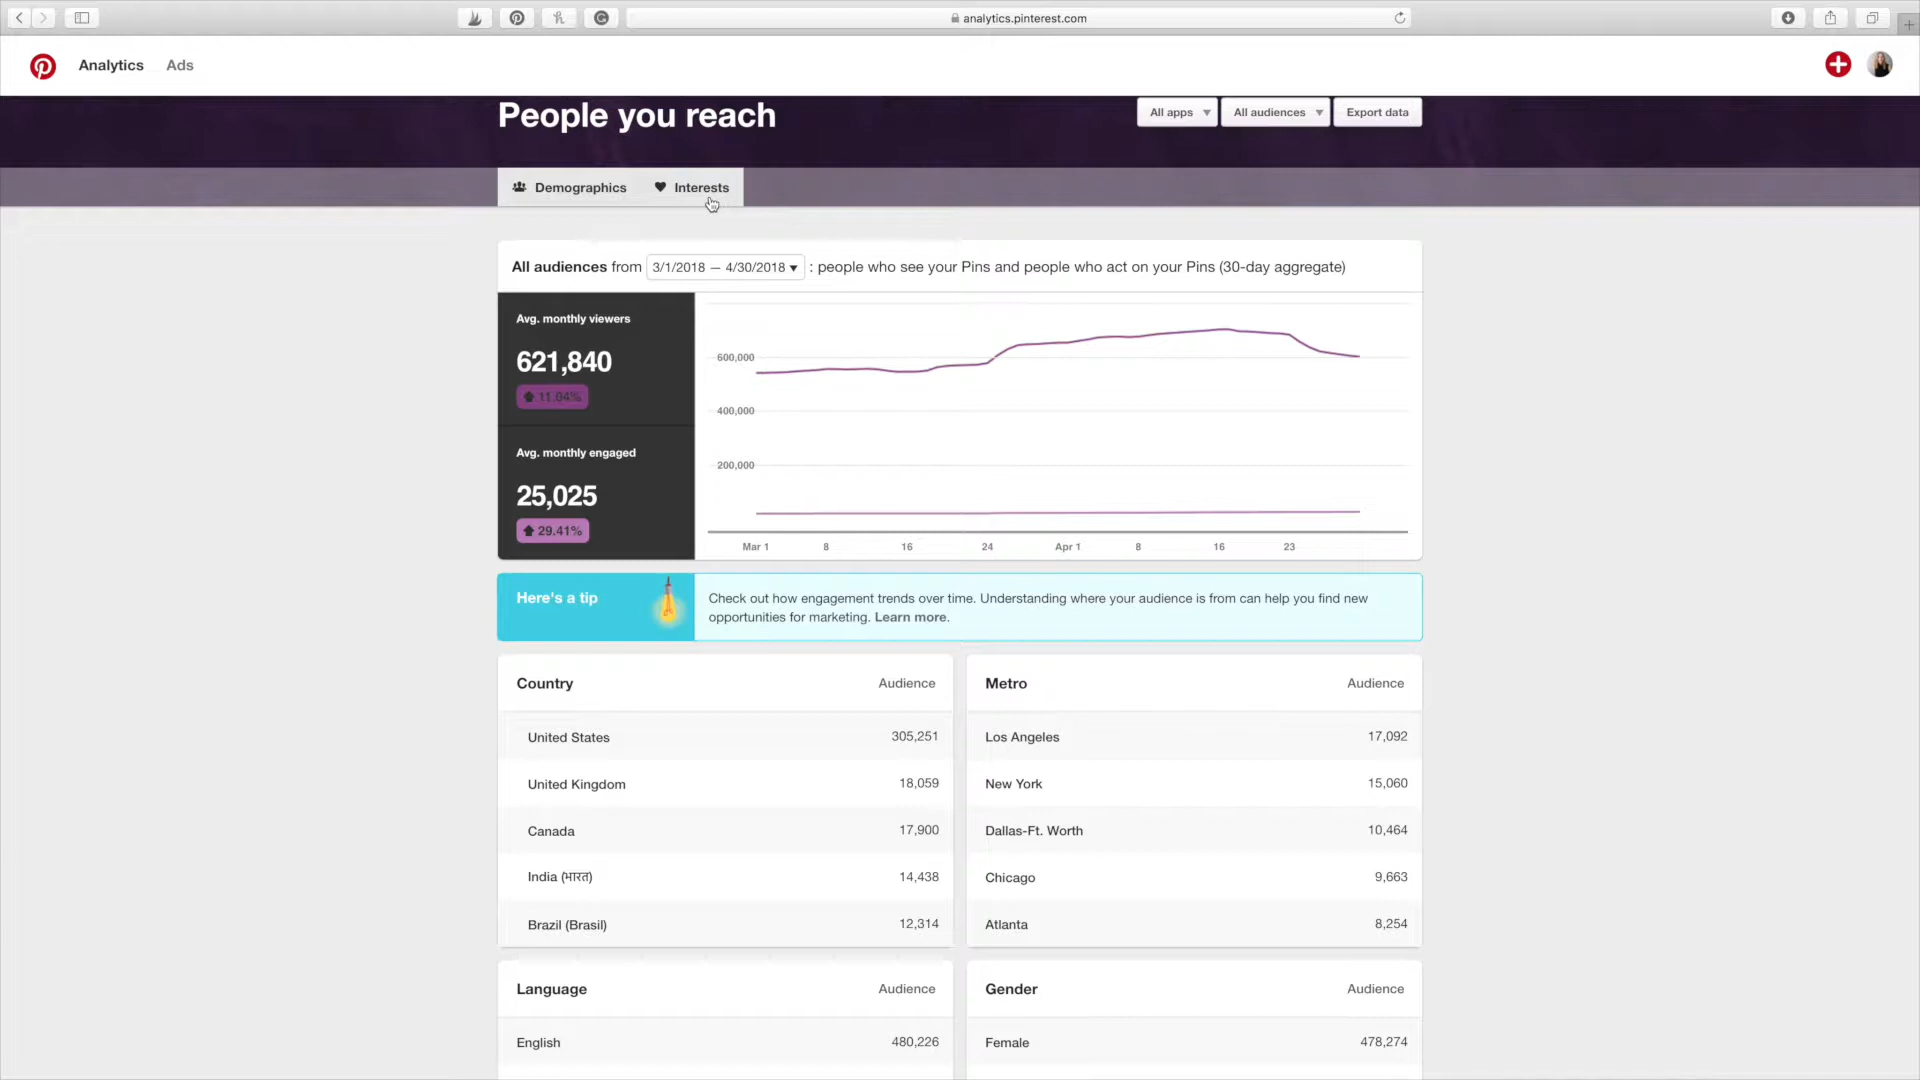 analytics.pinterest.com
Analytics Ads
People you reach
All apps All audiences Export data
Demographics Interests
All audiences from 3/1/2018 — 4/30/2018 : people who see your Pins and people who act on your Pins (30-day aggregate)
Avg. monthly viewers
621,840
11.04%
Avg. monthly engaged
25,025
29.41%
600,000
400,000
200,000
Mar 1 8 16 24 Apr 1 8 16 23
Here's a tip
Check out how engagement trends over time. Understanding where your audience is from can help you find new
opportunities for marketing. Learn more.
Country Audience
United States 305,251
United Kingdom 18,059
Canada 17,900
India (भारत) 14,438
Brazil (Brasil) 12,314
Metro Audience
Los Angeles 17,092
New York 15,060
Dallas-Ft. Worth 10,464
Chicago 9,663
Atlanta 8,254
Language Audience
English 480,226
Gender Audience
Female 478,274